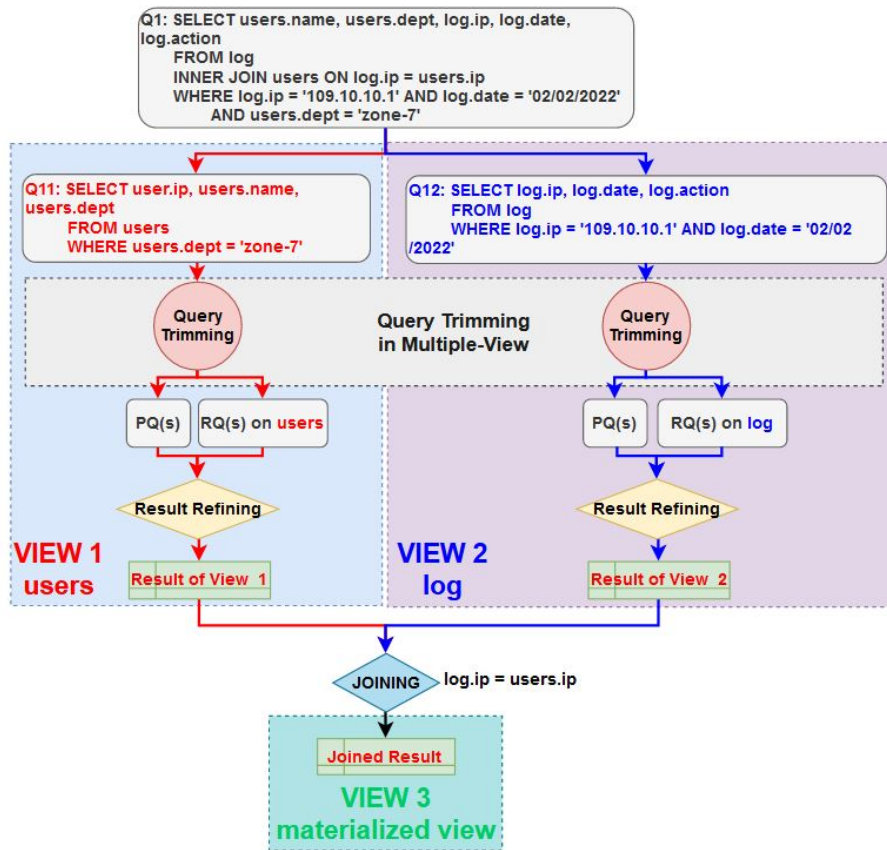 Q1: SELECT users.name, users.dept, log.ip, log.date,
log.action
FROM log
INNER JOIN users ON log.ip = users.ip
WHERE log.ip = '109.10.10.1' AND log.date = '02/02/2022'
AND users.dept = 'zone-7'
Q11: SELECT user.ip, users.name,
users.dept
FROM users
WHERE users.dept = 'zone-7'
Q12: SELECT log.ip, log.date, log.action
FROM log
WHERE log.ip = '109.10.10.1' AND log.date = '02/02
/2022'
Query
Trimming
Query Trimming
in Multiple-View
Query
Trimming
PQ(s)
RQ(s) on users
PQ(s)
RQ(s) on log
Result Refining
Result Refining
VIEW 1
users
Result of View 1
VIEW 2
log
Result of View 2
JOINING
log.ip = users.ip
Joined Result
VIEW 3
materialized view